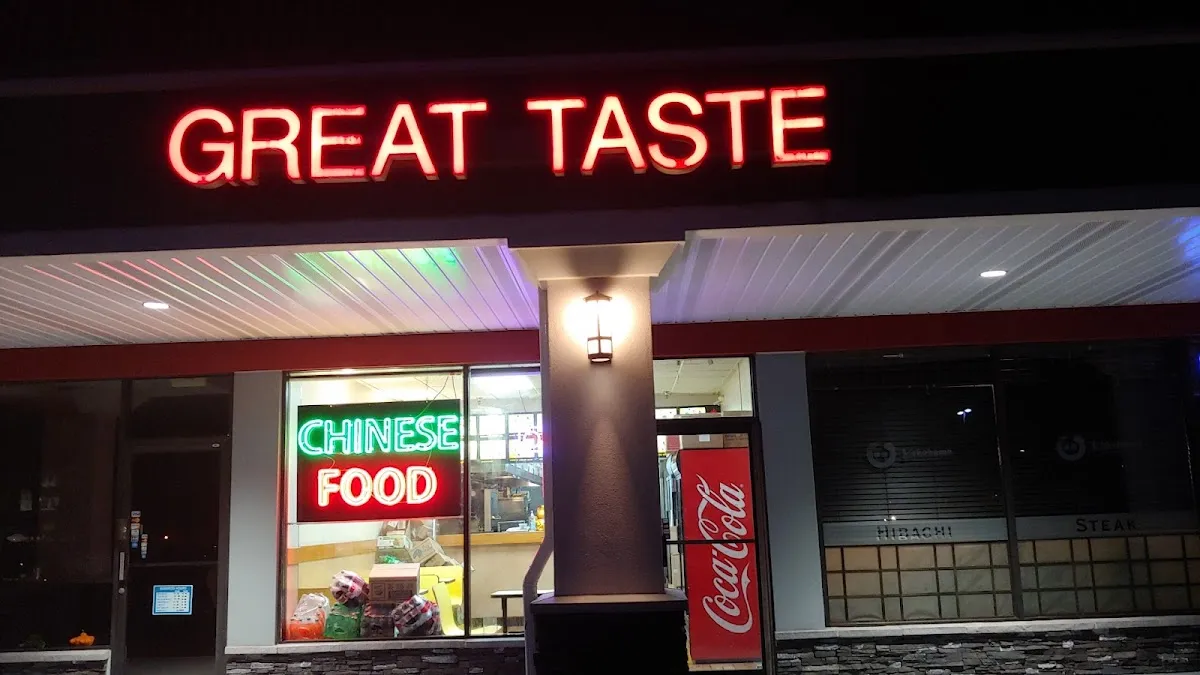 GREAT TASTE
CHINESE
FOOD
Coca-Cola
HIBACHI
STEAK